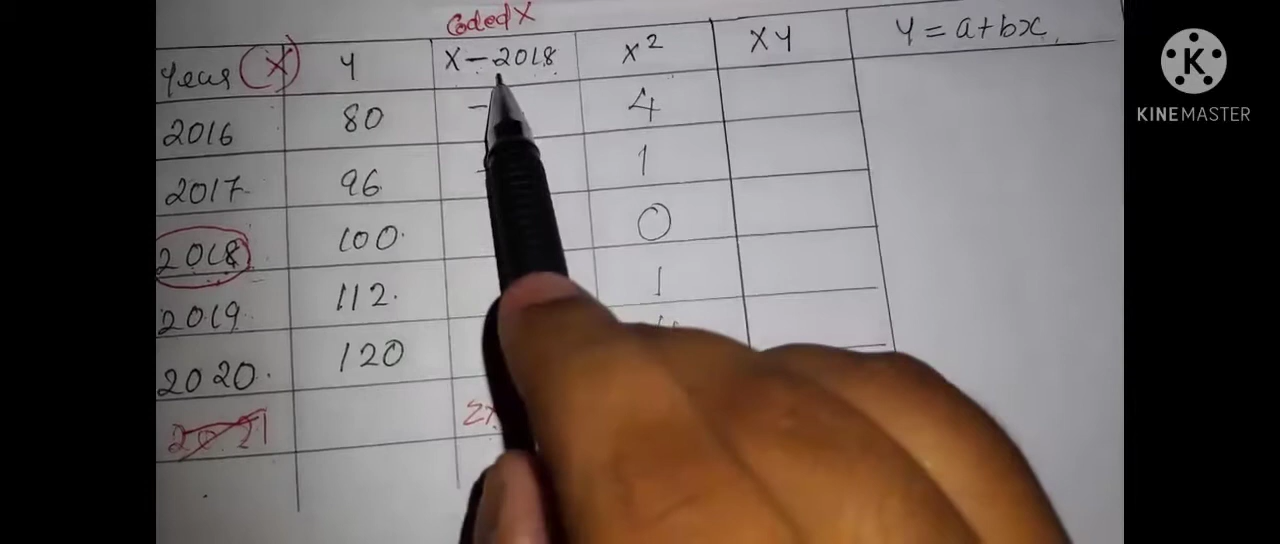 Coded X
Year (X) Y X-2018 X² XY Y = a+bx
2016 80 - 4
2017 96 1
2018 100 0
2019 112 1
2020 120
2021
K
KINEMASTER